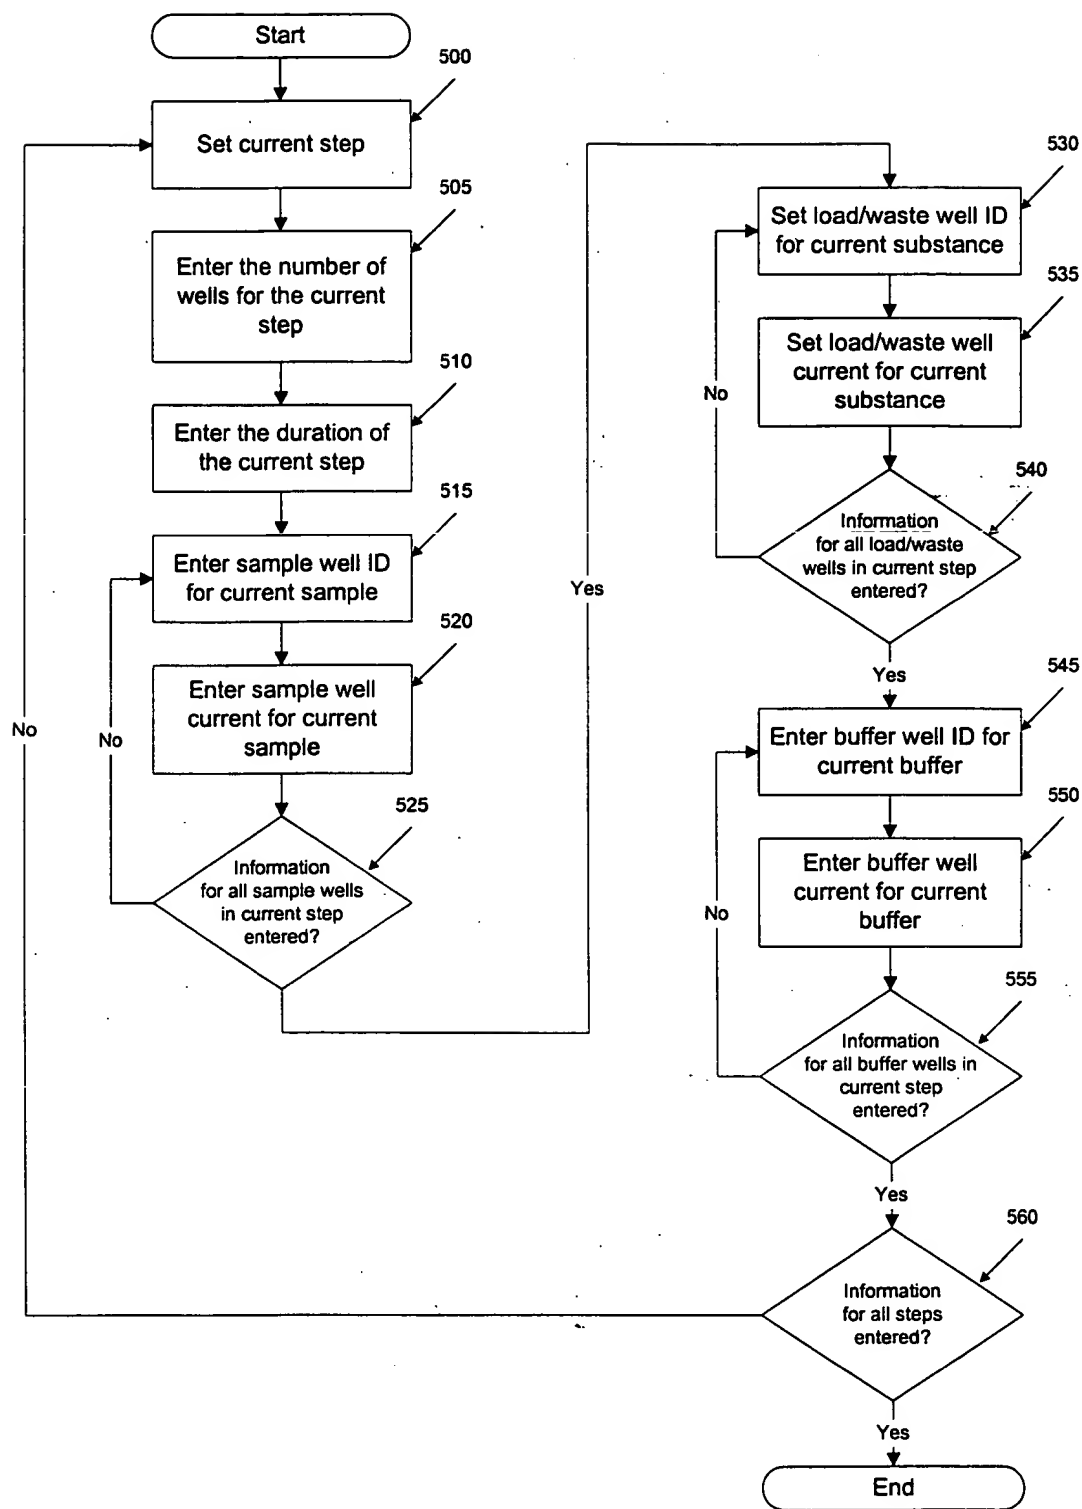 Start
500
Set current step
505
Enter the number of
wells for the current
step
510
Enter the duration of
the current step
515
Enter sample well ID
for current sample
520
Enter sample well
current for current
sample
525
Information
for all sample wells
in current step
entered?
No
No
Yes
530
Set load/waste well ID
for current substance
535
Set load/waste well
current for current
substance
No
540
Information
for all load/waste
wells in current step
entered?
Yes
545
Enter buffer well ID for
current buffer
550
Enter buffer well
current for current
buffer
No
555
Information
for all buffer wells in
current step
entered?
Yes
560
Information
for all steps
entered?
Yes
End